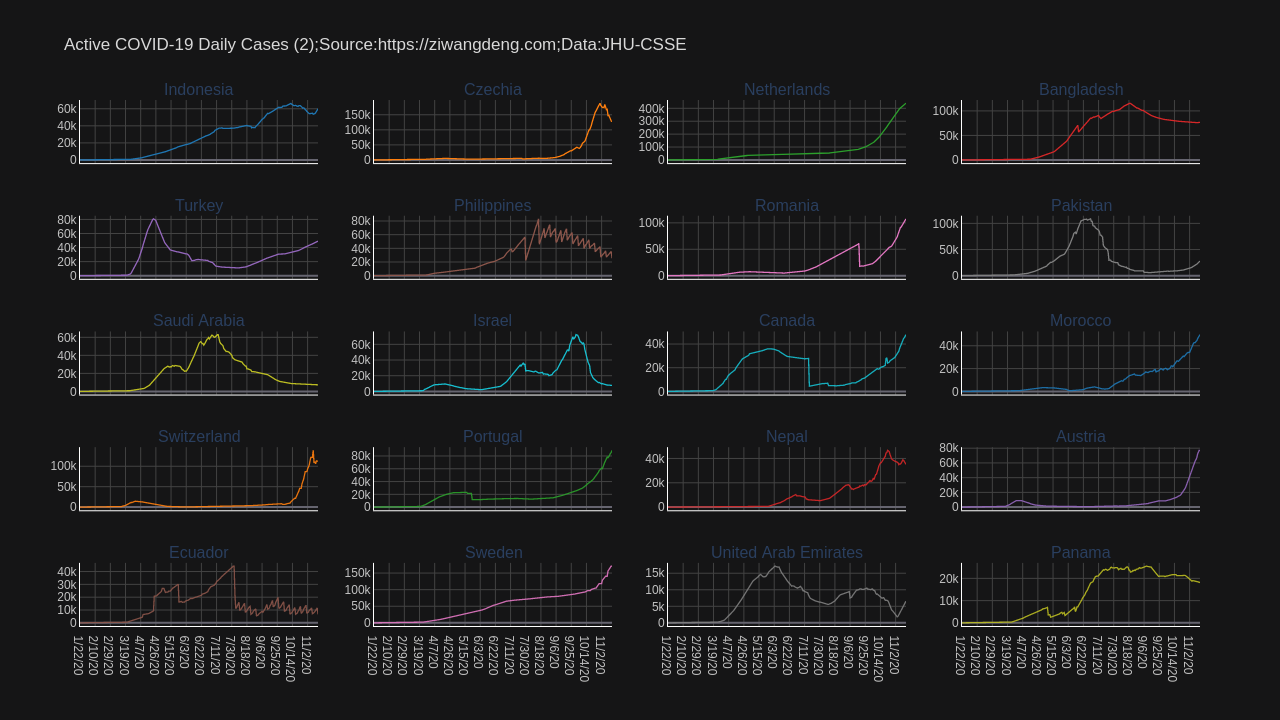 Active COVID-19 Daily Cases (2);Source:https://ziwangdeng.com;Data:JHU-CSSE
Indonesia
60k
40k
20k
0
Czechia
150k
100k
50k
0
Netherlands
400k
300k
200k
100k
0
Bangladesh
100k
50k
0
Turkey
80k
60k
40k
20k
0
Philippines
80k
60k
40k
20k
0
Romania
100k
50k
0
Pakistan
100k
50k
0
Saudi Arabia
60k
40k
20k
0
Israel
60k
40k
20k
0
Canada
40k
20k
0
Morocco
40k
20k
0
Switzerland
100k
50k
0
Portugal
80k
60k
40k
20k
0
Nepal
40k
20k
0
Austria
80k
60k
40k
20k
0
Ecuador
40k
30k
20k
10k
0
Sweden
150k
100k
50k
0
United Arab Emirates
15k
10k
5k
0
Panama
20k
10k
0
1/22/20
2/10/20
2/29/20
3/19/20
4/7/20
4/26/20
5/15/20
6/3/20
6/22/20
7/11/20
7/30/20
8/18/20
9/6/20
9/25/20
10/14/20
11/2/20
1/22/20
2/10/20
2/29/20
3/19/20
4/7/20
4/26/20
5/15/20
6/3/20
6/22/20
7/11/20
7/30/20
8/18/20
9/6/20
9/25/20
10/14/20
11/2/20
1/22/20
2/10/20
2/29/20
3/19/20
4/7/20
4/26/20
5/15/20
6/3/20
6/22/20
7/11/20
7/30/20
8/18/20
9/6/20
9/25/20
10/14/20
11/2/20
1/22/20
2/10/20
2/29/20
3/19/20
4/7/20
4/26/20
5/15/20
6/3/20
6/22/20
7/11/20
7/30/20
8/18/20
9/6/20
9/25/20
10/14/20
11/2/20